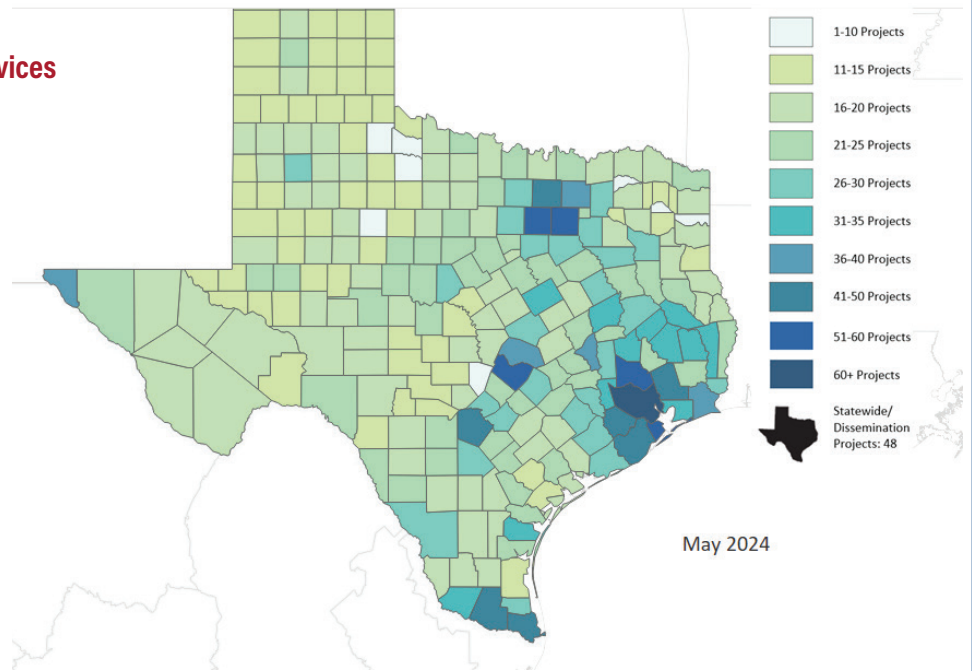 vices
1-10 Projects
11-15 Projects
16-20 Projects
21-25 Projects
26-30 Projects
31-35 Projects
36-40 Projects
41-50 Projects
51-60 Projects
60+ Projects
Statewide/
Dissemination
Projects: 48
May 2024